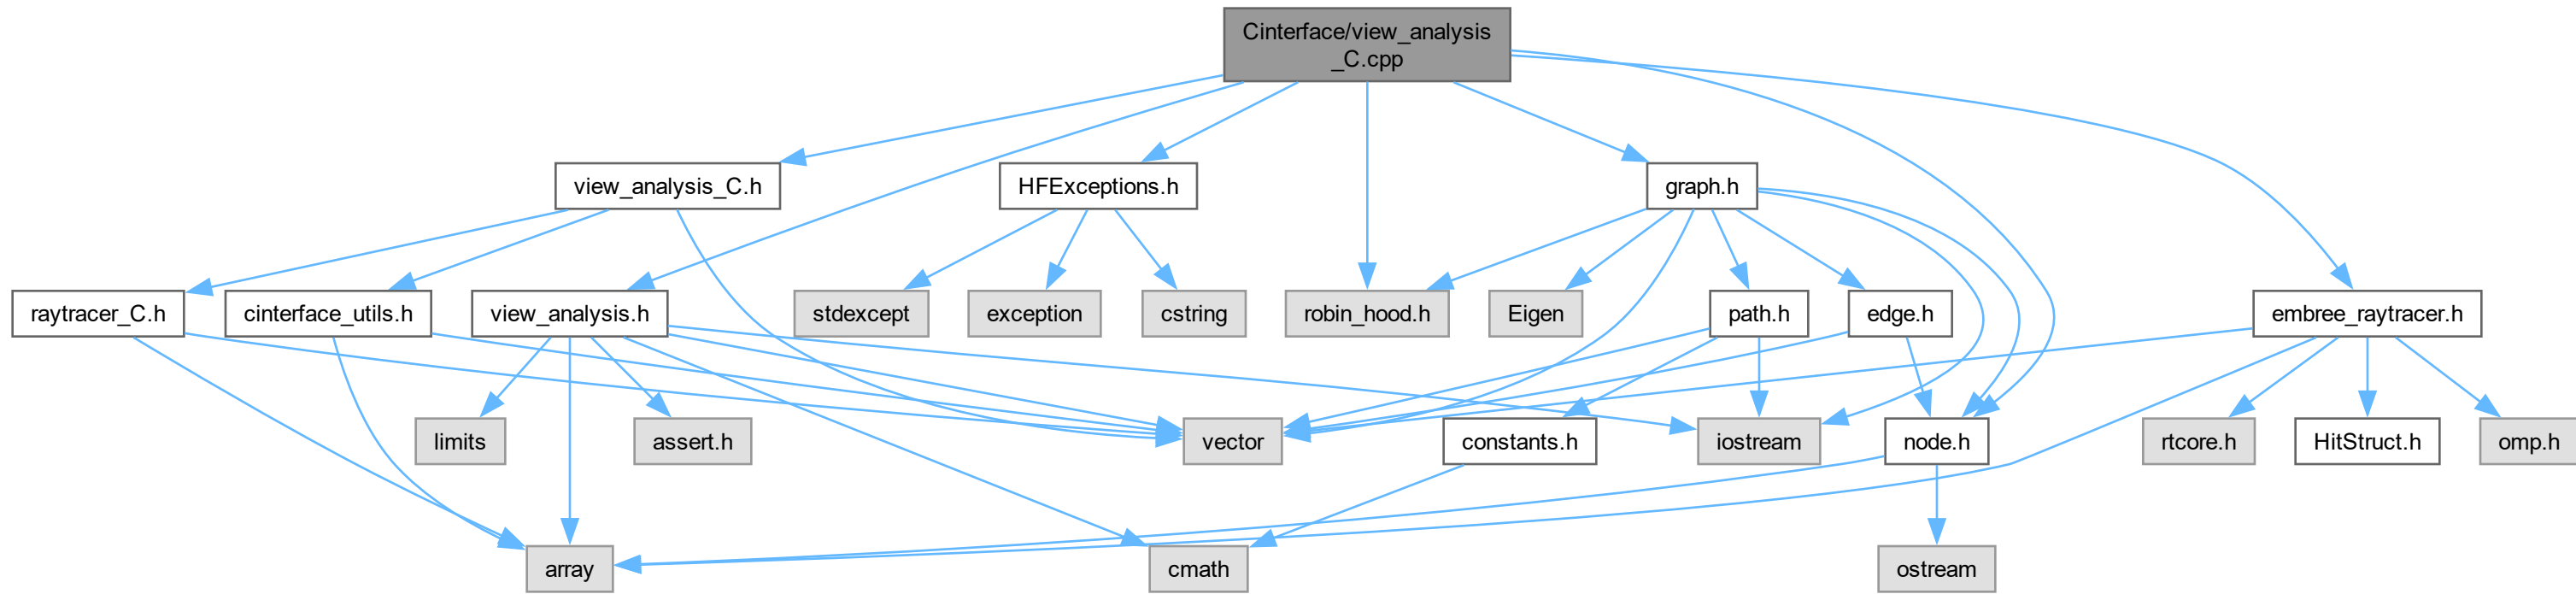 Cinterface/view_analysis
_C.cpp
view_analysis_C.h
HFExceptions.h
graph.h
raytracer_C.h
cinterface_utils.h
view_analysis.h
stdexcept
exception
cstring
robin_hood.h
Eigen
path.h
edge.h
embree_raytracer.h
limits
assert.h
vector
constants.h
iostream
node.h
rtcore.h
HitStruct.h
omp.h
array
cmath
ostream